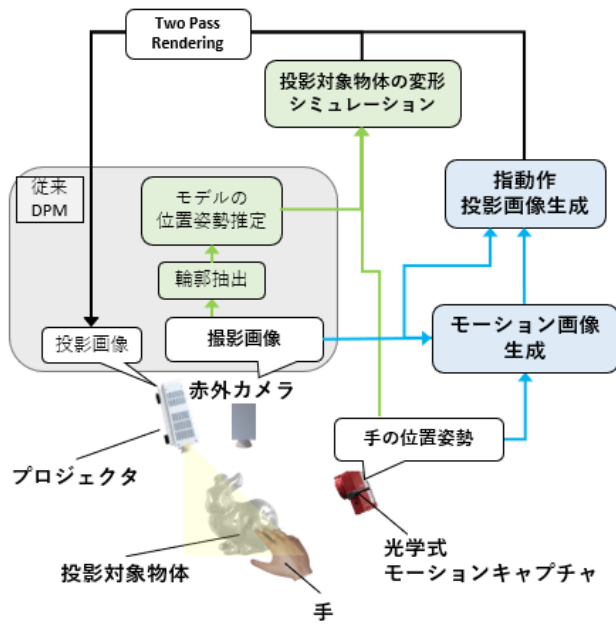 Two Pass
Rendering
投影対象物体の変形
シミュレーション
従来
DPM
モデルの
位置姿勢推定
指動作
投影画像生成
輪郭抽出
投影画像
撮影画像
モーション画像
生成
赤外カメラ
手の位置姿勢
プロジェクタ
光学式
モーションキャプチャ
投影対象物体
手